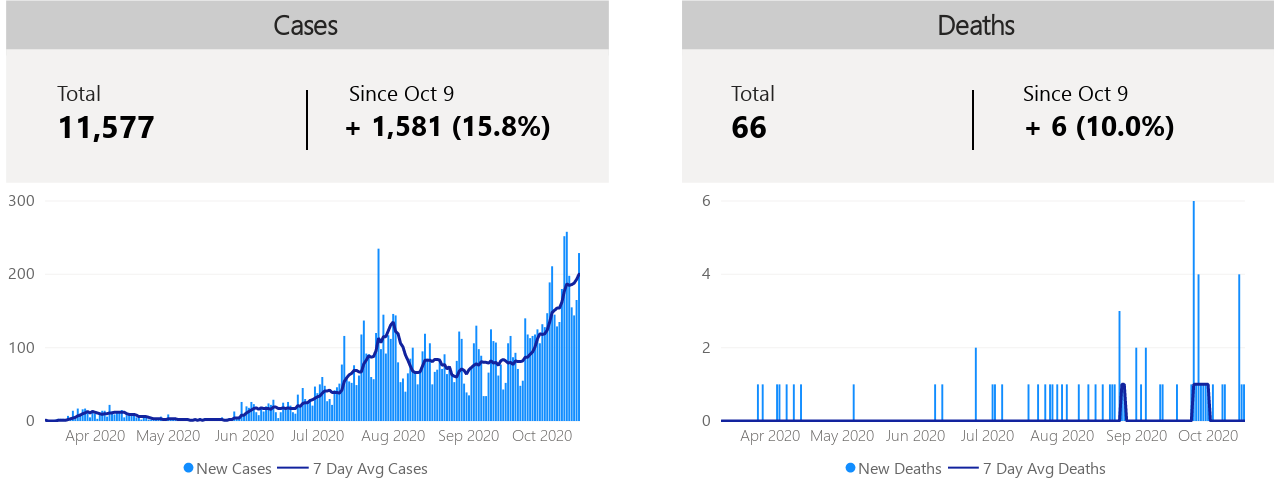 Cases
Total
Since Oct 9
11,577
+ 1,581 (15.8%)
300
200
100
0
Apr 2020 May 2020 Jun 2020 Jul 2020 Aug 2020 Sep 2020 Oct 2020
New Cases 7 Day Avg Cases
Deaths
Total
Since Oct 9
66
+ 6 (10.0%)
6
4
2
0
Apr 2020 May 2020 Jun 2020 Jul 2020 Aug 2020 Sep 2020 Oct 2020
New Deaths 7 Day Avg Deaths